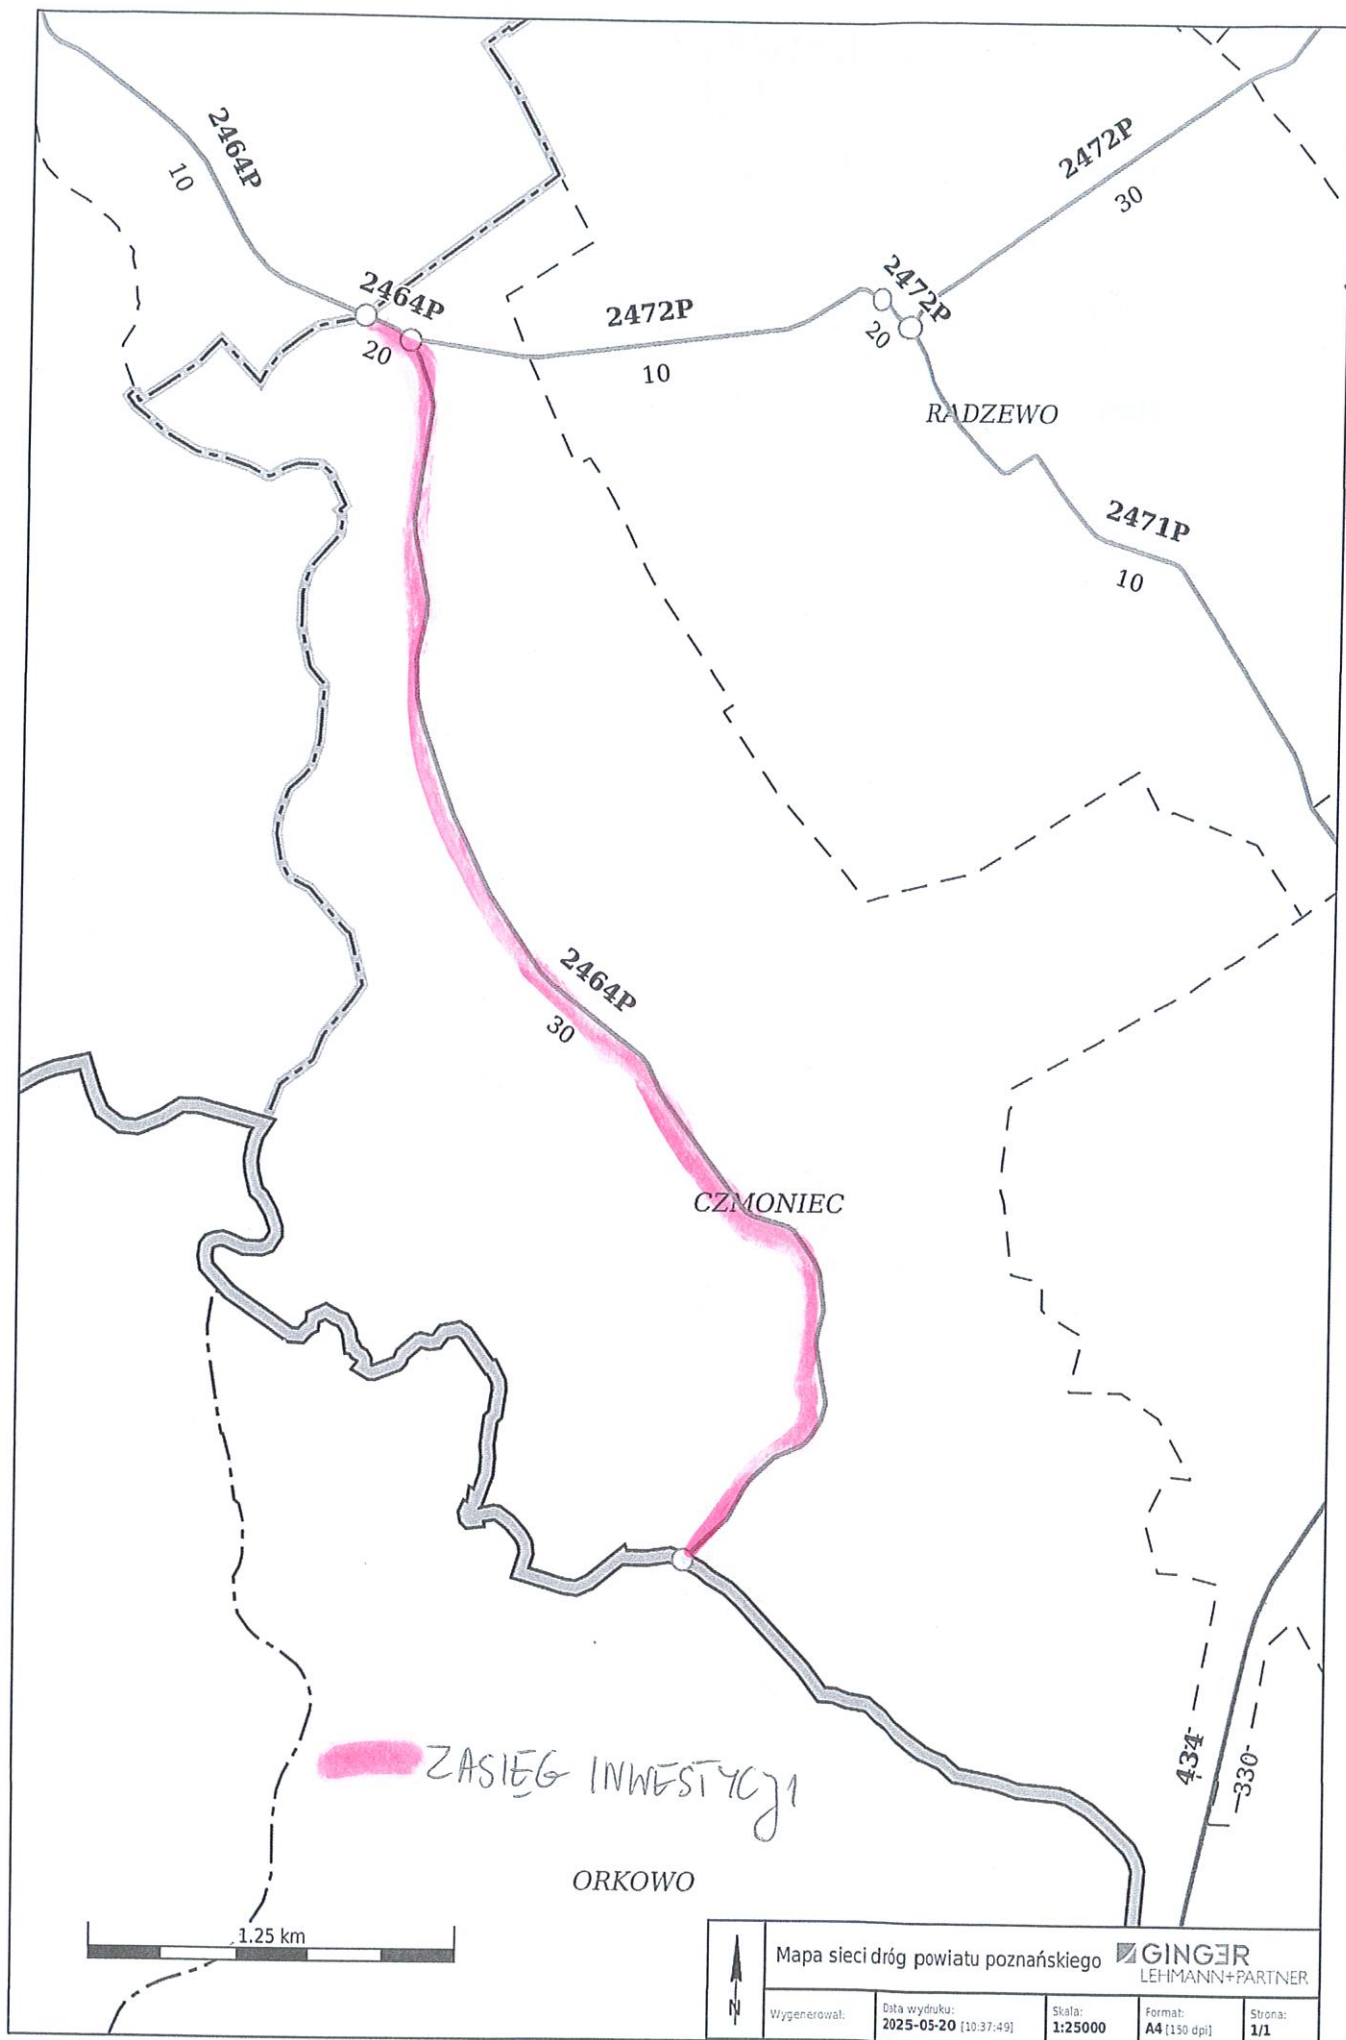 2464P
10
2472P
30
2464P
20
2472P
10
2472P
20
RADZEWO
2471P
10
2464P
30
CZMONIEC
ZASIĘG INWESTYCJI
434
330
ORKOWO
1.25 km
N
Mapa sieci dróg powiatu poznańskiego
GINGER
LEHMANN+PARTNER
Wygenerował:
Data wydruku:
2025-05-20 [10:37:49]
Skala:
1:25000
Format:
A4 [150 dpi]
Strona:
1/1